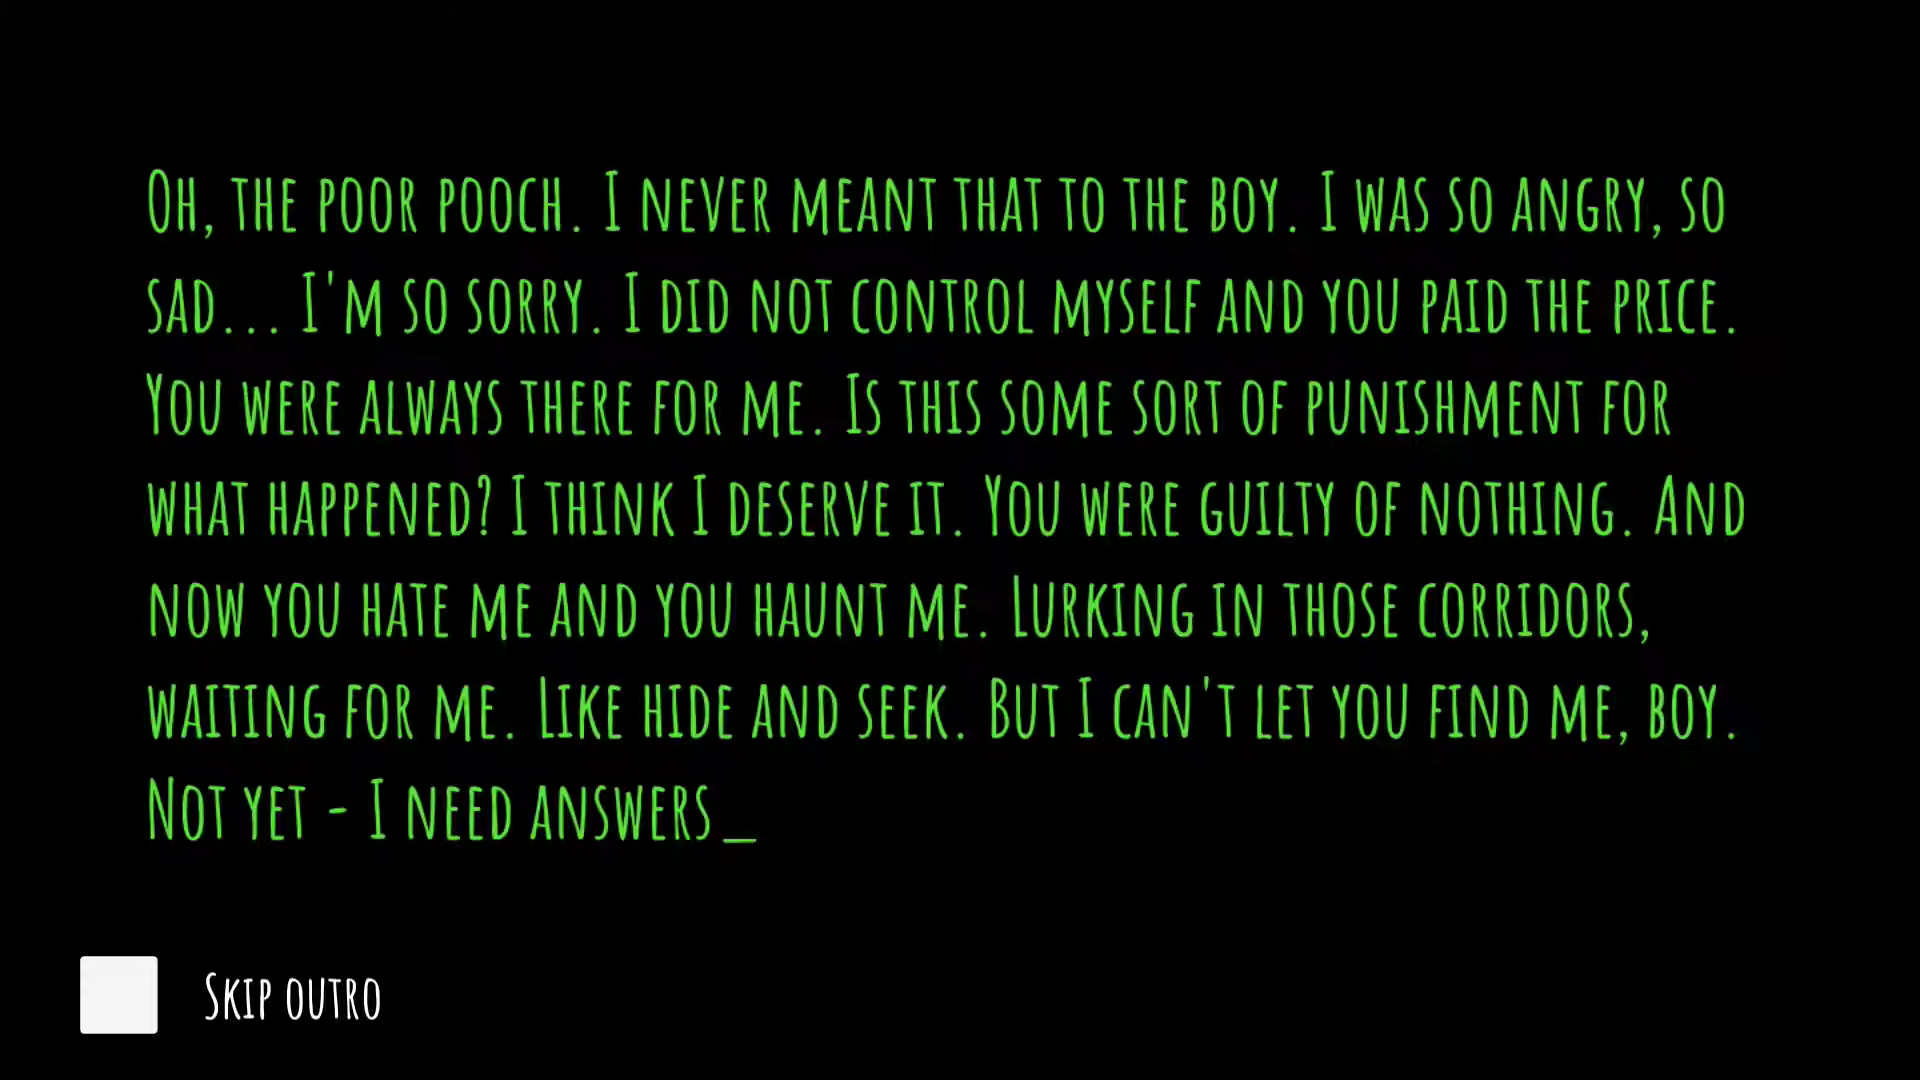 Oh, the poor pooch. I never meant that to the boy. I was so angry, so
sad... I'm so sorry. I did not control myself and you paid the price.
You were always there for me. Is this some sort of punishment for
what happened? I think I deserve it. You were guilty of nothing. And
now you hate me and you haunt me. Lurking in those corridors,
waiting for me. Like hide and seek. But I can't let you find me, boy.
Not yet - I need answers_
Skip outro